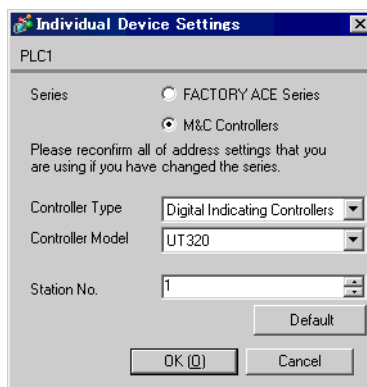 Individual Device Settings
PLC1
Series
FACTORY ACE Series
M&C Controllers
Please reconfirm all of address settings that you
are using if you have changed the series.
Controller Type
Digital Indicating Controllers
Controller Model
UT320
Station No.
1
Default
OK (O)
Cancel